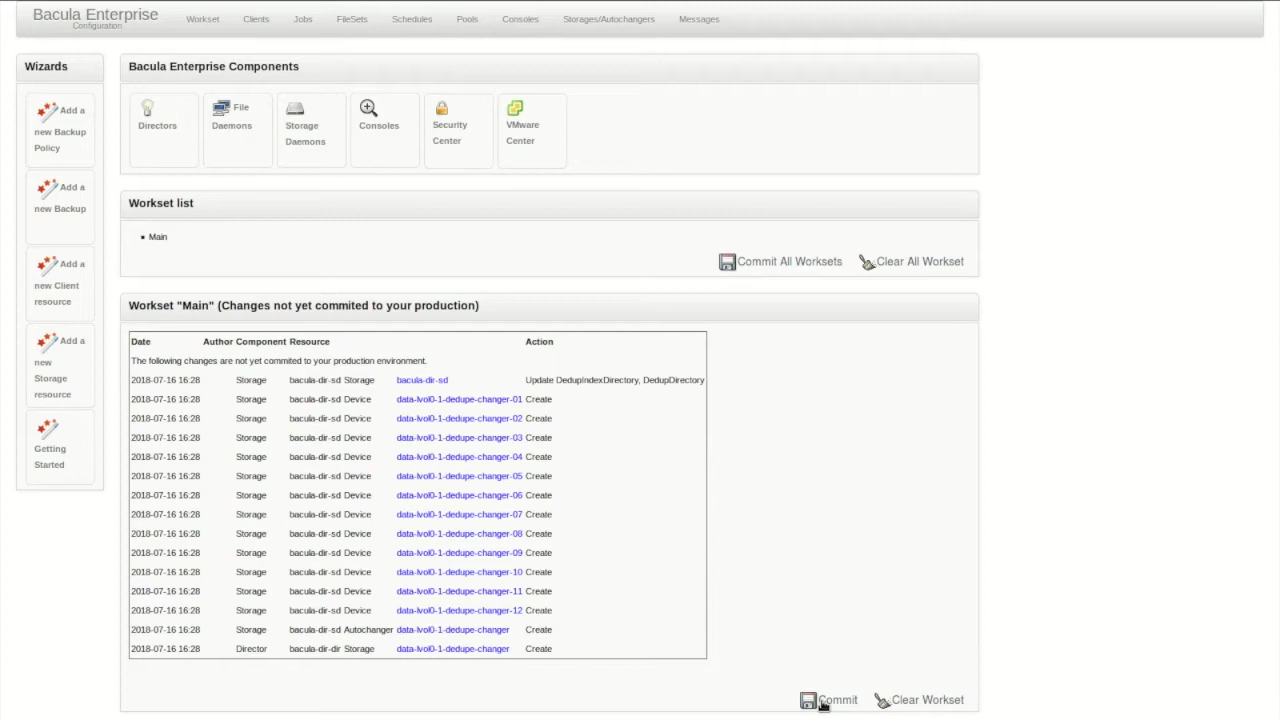 Bacula Enterprise
Configuration
Workset Clients Jobs FileSets Schedules Pools Consoles Storages/Autochangers Messages
Wizards
Add a
new Backup
Policy
Add a
new Backup
Add a
new Client
resource
Add a
new
Storage
resource
Getting
Started
Bacula Enterprise Components
Directors
File
Daemons
Storage
Daemons
Consoles
Security
Center
VMware
Center
Workset list
Main
Commit All Worksets Clear All Workset
Workset "Main" (Changes not yet commited to your production)
Date Author Component Resource Action
The following changes are not yet commited to your production environment.
2018-07-16 16:28 Storage bacula-dir-sd Storage bacula-dir-sd Update DedupIndexDirectory, DedupDirectory
2018-07-16 16:28 Storage bacula-dir-sd Device data-lvol0-1-dedupe-changer-01 Create
2018-07-16 16:28 Storage bacula-dir-sd Device data-lvol0-1-dedupe-changer-02 Create
2018-07-16 16:28 Storage bacula-dir-sd Device data-lvol0-1-dedupe-changer-03 Create
2018-07-16 16:28 Storage bacula-dir-sd Device data-lvol0-1-dedupe-changer-04 Create
2018-07-16 16:28 Storage bacula-dir-sd Device data-lvol0-1-dedupe-changer-05 Create
2018-07-16 16:28 Storage bacula-dir-sd Device data-lvol0-1-dedupe-changer-06 Create
2018-07-16 16:28 Storage bacula-dir-sd Device data-lvol0-1-dedupe-changer-07 Create
2018-07-16 16:28 Storage bacula-dir-sd Device data-lvol0-1-dedupe-changer-08 Create
2018-07-16 16:28 Storage bacula-dir-sd Device data-lvol0-1-dedupe-changer-09 Create
2018-07-16 16:28 Storage bacula-dir-sd Device data-lvol0-1-dedupe-changer-10 Create
2018-07-16 16:28 Storage bacula-dir-sd Device data-lvol0-1-dedupe-changer-11 Create
2018-07-16 16:28 Storage bacula-dir-sd Device data-lvol0-1-dedupe-changer-12 Create
2018-07-16 16:28 Storage bacula-dir-sd Autochanger data-lvol0-1-dedupe-changer Create
2018-07-16 16:28 Director bacula-dir-dir Storage data-lvol0-1-dedupe-changer Create
Commit Clear Workset